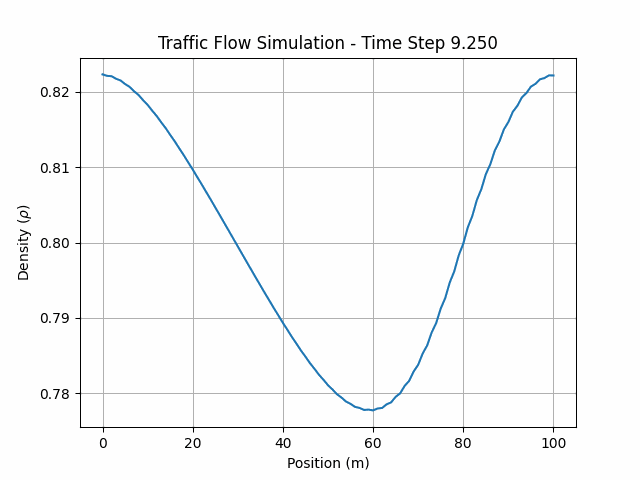 Traffic Flow Simulation - Time Step 9.250
0.82
0.81
0.80
0.79
0.78
Density (ρ)
0 20 40 60 80 100
Position (m)